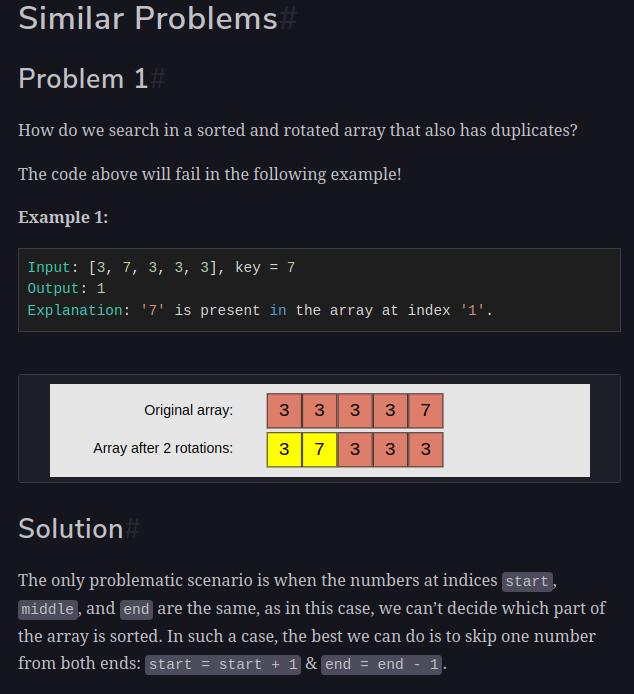 Similar Problems#
Problem 1#
How do we search in a sorted and rotated array that also has duplicates?
The code above will fail in the following example!
Example 1:
Input: [3, 7, 3, 3, 3], key = 7
Output: 1
Explanation: '7' is present in the array at index '1'.
Original array: 3 3 3 3 7
Array after 2 rotations: 3 7 3 3 3
Solution#
The only problematic scenario is when the numbers at indices start,
middle, and end are the same, as in this case, we can’t decide which part of
the array is sorted. In such a case, the best we can do is to skip one number
from both ends: start = start + 1 & end = end - 1.